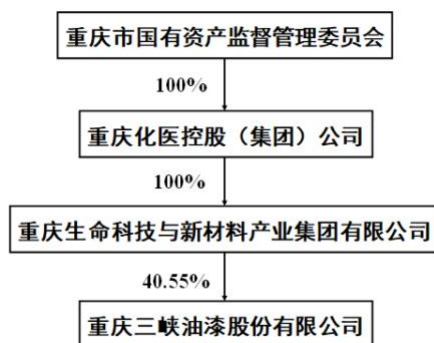 重庆市国有资产监督管理委员会
100%
重庆化医控股（集团）公司
100%
重庆生命科技与新材料产业集团有限公司
40.55%
重庆三峡油漆股份有限公司